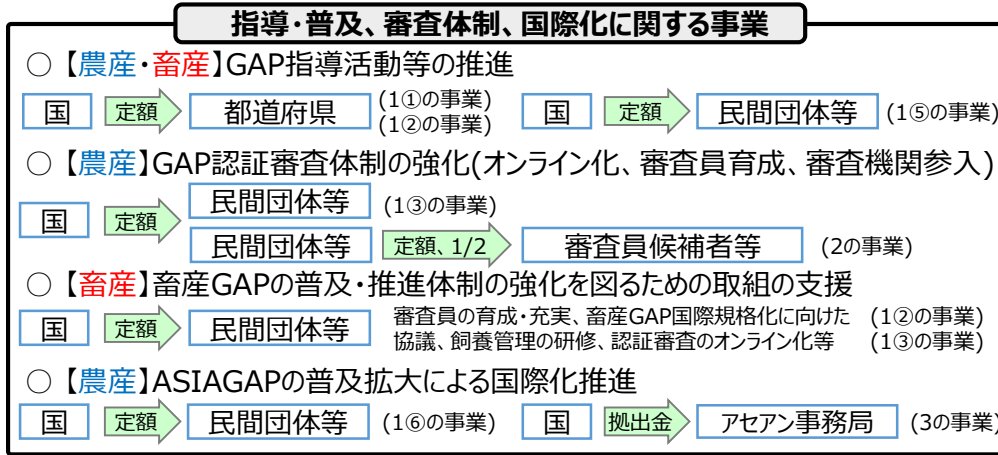 指導・普及、審査体制、国際化に関する事業
○【農産・畜産】GAP指導活動等の推進
国 定額 都道府県 (1①の事業) (1②の事業) 国 定額 民間団体等 (1⑤の事業)
○【農産】GAP認証審査体制の強化(オンライン化、審査員育成、審査機関参入)
国 定額 民間団体等 (1③の事業)
民間団体等 定額、1/2 審査員候補者等 (2の事業)
○【畜産】畜産GAPの普及・推進体制の強化を図るための取組の支援
国 定額 民間団体等 審査員の育成・充実、畜産GAP国際規格化に向けた (1②の事業)
協議、飼養管理の研修、認証審査のオンライン化等 (1③の事業)
○【農産】ASIAGAPの普及拡大による国際化推進
国 定額 民間団体等 (1⑥の事業) 国 拠出金 アセアン事務局 (3の事業)